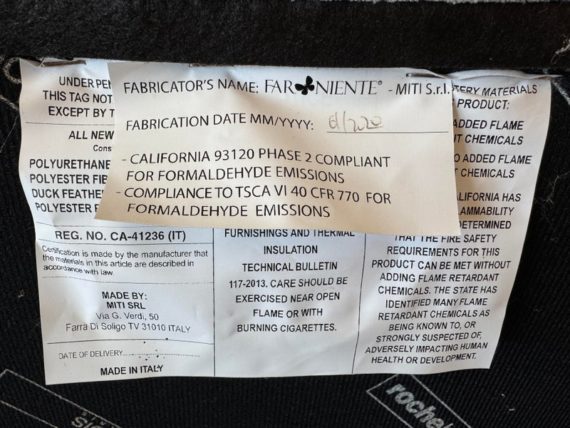 FABRICATOR'S NAME: FAR NIENTE® - MITI S.r.l.
FABRICATION DATE MM/YYYY:
- CALIFORNIA 93120 PHASE 2 COMPLIANT
FOR FORMALDEHYDE EMISSIONS
- COMPLIANCE TO TSCA VI 40 CFR 770 FOR
FORMALDEHYDE EMISSIONS
UNDER PEN
THIS TAG NOT
EXCEPT BY T
ALL NEW
Cons
POLYURETHANE
POLYESTER FIB
DUCK FEATHE
POLYESTER F
REG. NO. CA-41236 (IT)
Certification is made by the manufacturer that
the materials in this article are described in
accordance with law.
MADE BY:
MITI SRL
Via G. Verdi, 50
Farra Di Soligo TV 31010 ITALY
DATE OF DELIVERY
MADE IN ITALY
FURNISHINGS AND THERMAL
INSULATION
TECHNICAL BULLETIN
117-2013. CARE SHOULD BE
EXERCISED NEAR OPEN
FLAME OR WITH
BURNING CIGARETTES.
TERY MATERIALS
PRODUCT:
ADDED FLAME
T CHEMICALS
O ADDED FLAME
T CHEMICALS
ALIFORNIA HAS
AMMABILITY
DETERMINED
THAT THE FIRE SAFETY
REQUIREMENTS FOR THIS
PRODUCT CAN BE MET WITHOUT
ADDING FLAME RETARDANT
CHEMICALS. THE STATE HAS
IDENTIFIED MANY FLAME
RETARDANT CHEMICALS AS
BEING KNOWN TO, OR
STRONGLY SUSPECTED OF,
ADVERSELY IMPACTING HUMAN
HEALTH OR DEVELOPMENT.
rochel